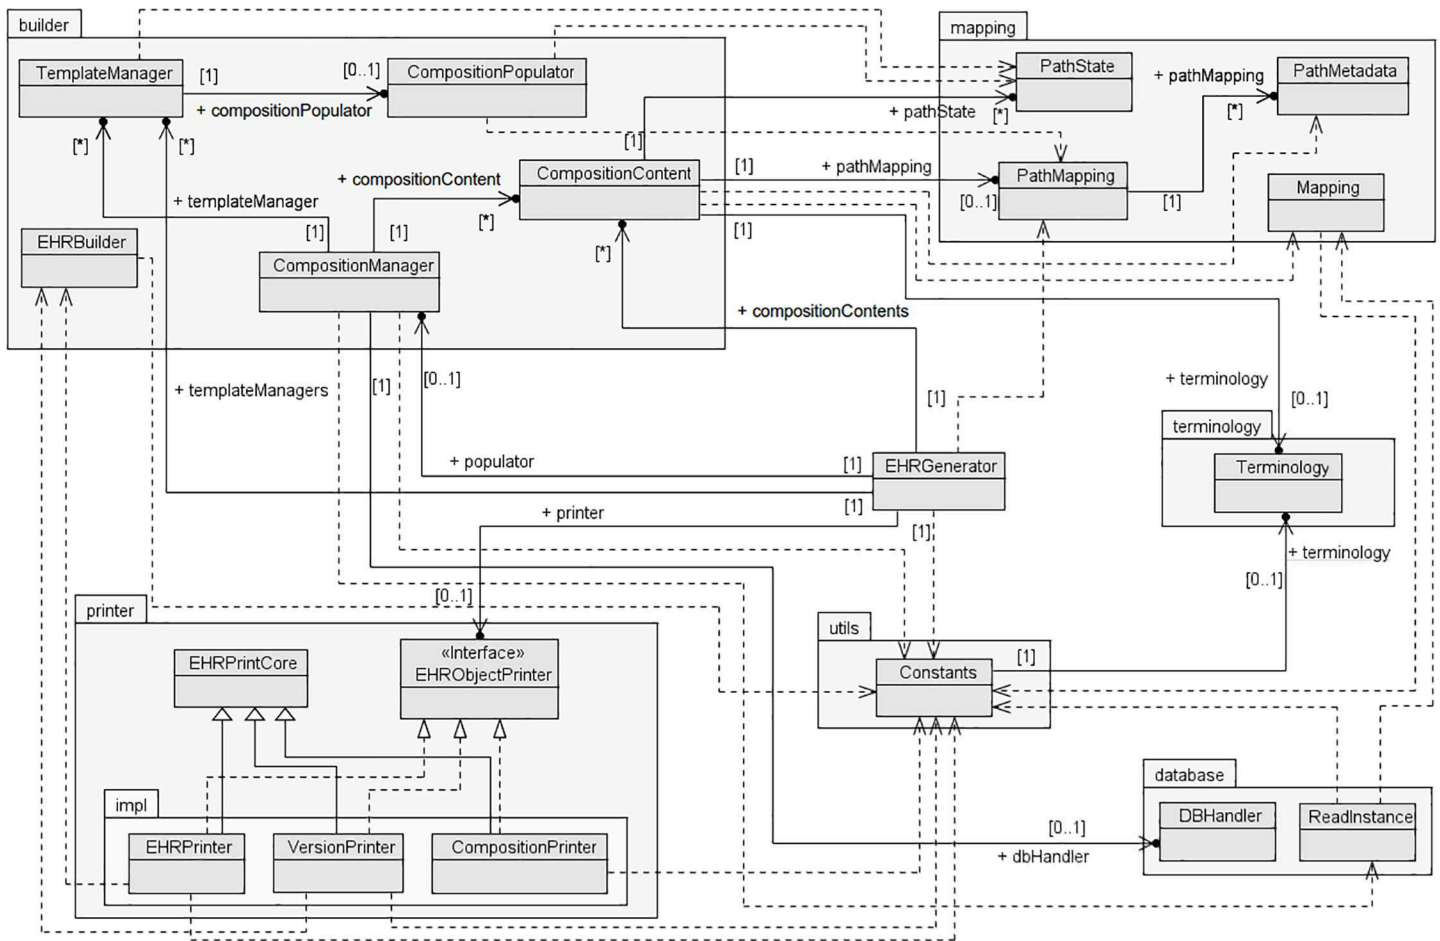 builder
mapping
TemplateManager
[1]
[0..1]
CompositionPopulator
PathState
+ pathMapping
PathMetadata
+ compositionPopulator
+ pathState
[*]
[*]
[*]
[*]
[1]
+ compositionContent
CompositionContent
[1]
+ pathMapping
PathMapping
Mapping
+ templateManager
[*]
[0..1]
[1]
EHRBuilder
[1]
[1]
[1]
[*]
CompositionManager
+ compositionContents
+ templateManagers
[1]
[0..1]
[1]
+ terminology
[0..1]
terminology
+ populator
[1]
EHRGenerator
Terminology
+ printer
[1]
[1]
+ terminology
[0..1]
[0..1]
printer
utils
EHRPrintCore
«Interface»
EHRObjectPrinter
Constants
[1]
database
impl
DBHandler
ReadInstance
[0..1]
+ dbHandler
EHRPrinter
VersionPrinter
CompositionPrinter